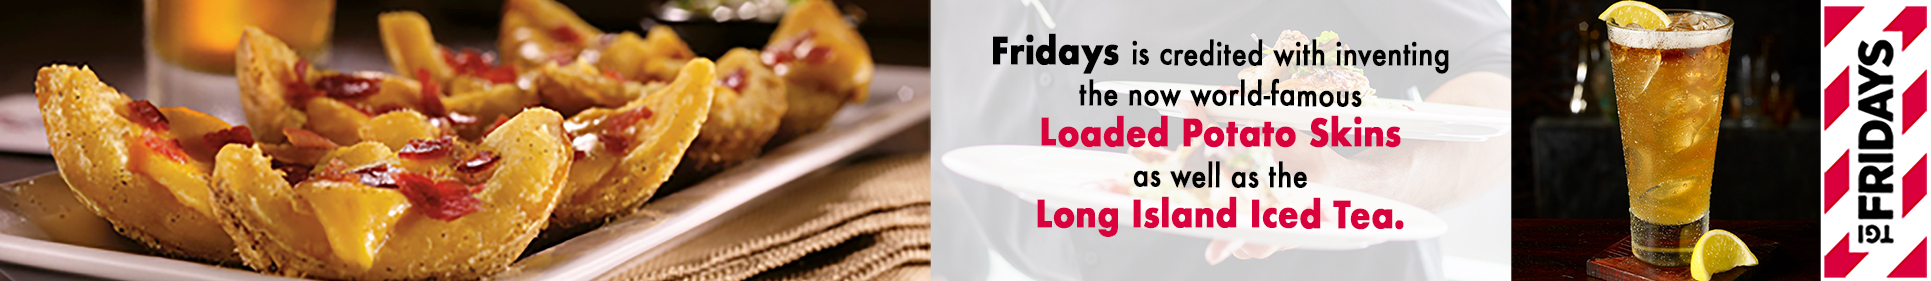 Fridays is credited with inventing
the now world-famous
Loaded Potato Skins
as well as the
Long Island Iced Tea.
TGI FRIDAYS